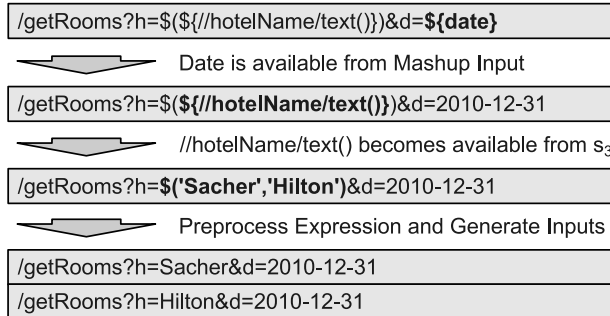 /getRooms?h=$(${//hotelName/text()})&d=${date}
Date is available from Mashup Input
/getRooms?h=$(${//hotelName/text()})&d=2010-12-31
//hotelName/text() becomes available from s3
/getRooms?h=$('Sacher','Hilton')&d=2010-12-31
Preprocess Expression and Generate Inputs
/getRooms?h=Sacher&d=2010-12-31
/getRooms?h=Hilton&d=2010-12-31